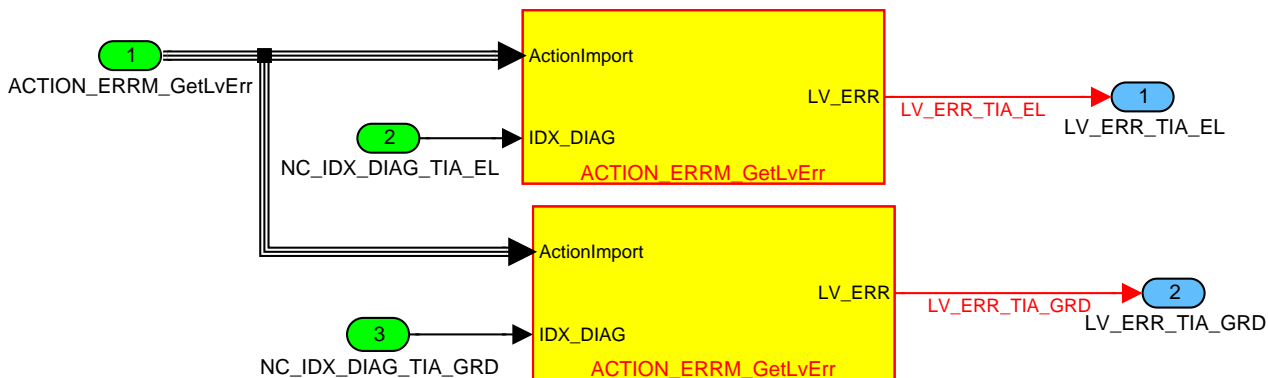 1
ACTION_ERRM_GetLvErr
ActionImport
LV_ERR
LV_ERR_TIA_EL
1
LV_ERR_TIA_EL
2
NC_IDX_DIAG_TIA_EL
IDX_DIAG
ACTION_ERRM_GetLvErr
ActionImport
LV_ERR
LV_ERR_TIA_GRD
2
LV_ERR_TIA_GRD
3
NC_IDX_DIAG_TIA_GRD
IDX_DIAG
ACTION_ERRM_GetLvErr